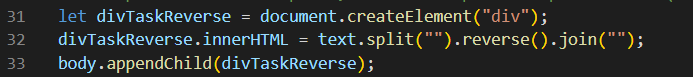 31 let divTaskReverse = document.createElement("div");
32 divTaskReverse.innerHTML = text.split("").reverse().join("");
33 body.appendChild(divTaskReverse);